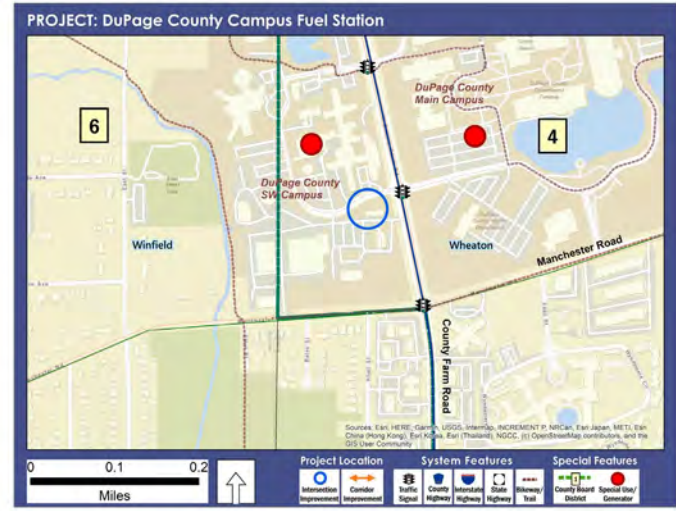 PROJECT: DuPage County Campus Fuel Station
DuPage County
Main Campus
6
4
DuPage County
SW Campus
Winfield
Wheaton
Manchester Road
County Farm Road
Sources: Esri, HERE, Garmin, USGS, Intermap, INCREMENT P, NRCan, Esri Japan, METI, Esri
China (Hong Kong), Esri Korea, Esri (Thailand), NGCC, (c) OpenStreetMap contributors, and the
GIS User Community
0 0.1 0.2
Miles
Project Location
Intersection
Improvement
Corridor
Improvement
System Features
Traffic
Signal
County
Highway
Interstate
Highway
State
Highway
Bikeway/
Trail
Special Features
County Board
District
Special Use/
Generator